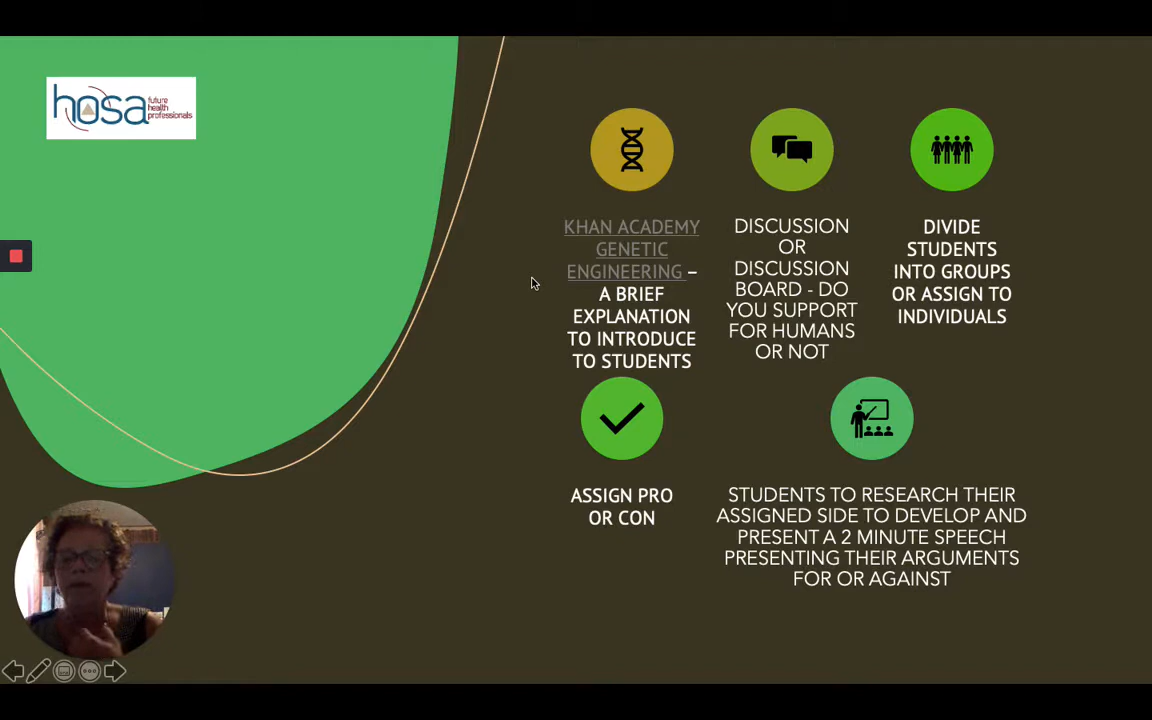 hosa
future
health
professionals
KHAN ACADEMY
GENETIC
ENGINEERING –
A BRIEF
EXPLANATION
TO INTRODUCE
TO STUDENTS
DISCUSSION
OR
DISCUSSION
BOARD - DO
YOU SUPPORT
FOR HUMANS
OR NOT
DIVIDE
STUDENTS
INTO GROUPS
OR ASSIGN TO
INDIVIDUALS
ASSIGN PRO
OR CON
STUDENTS TO RESEARCH THEIR
ASSIGNED SIDE TO DEVELOP AND
PRESENT A 2 MINUTE SPEECH
PRESENTING THEIR ARGUMENTS
FOR OR AGAINST